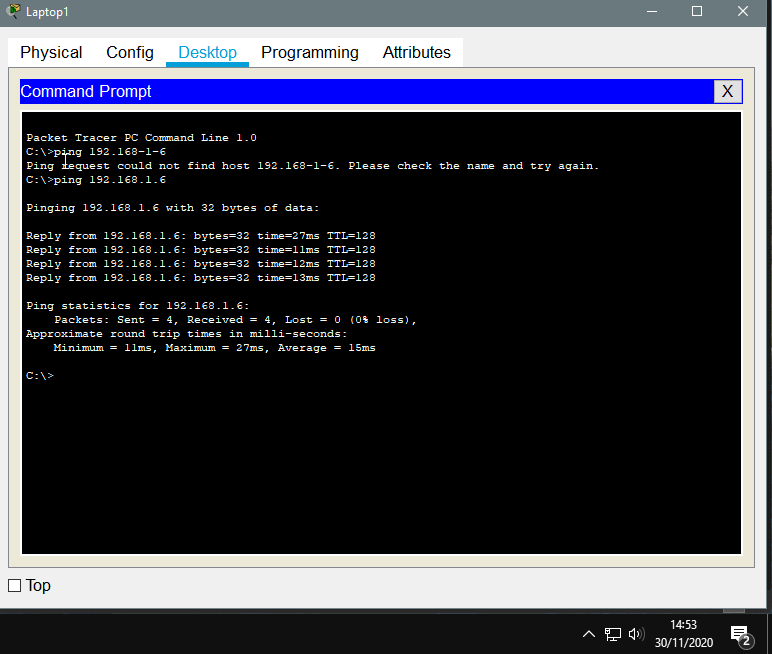 Laptop1
Physical Config Desktop Programming Attributes
Command Prompt X
Packet Tracer PC Command Line 1.0
C:\>ping 192.168-1-6
Ping request could not find host 192.168-1-6. Please check the name and try again.
C:\>ping 192.168.1.6
Pinging 192.168.1.6 with 32 bytes of data:
Reply from 192.168.1.6: bytes=32 time=27ms TTL=128
Reply from 192.168.1.6: bytes=32 time=11ms TTL=128
Reply from 192.168.1.6: bytes=32 time=12ms TTL=128
Reply from 192.168.1.6: bytes=32 time=13ms TTL=128
Ping statistics for 192.168.1.6:
Packets: Sent = 4, Received = 4, Lost = 0 (0% loss),
Approximate round trip times in milli-seconds:
Minimum = 11ms, Maximum = 27ms, Average = 15ms
C:\>
Top
14:53
30/11/2020
2